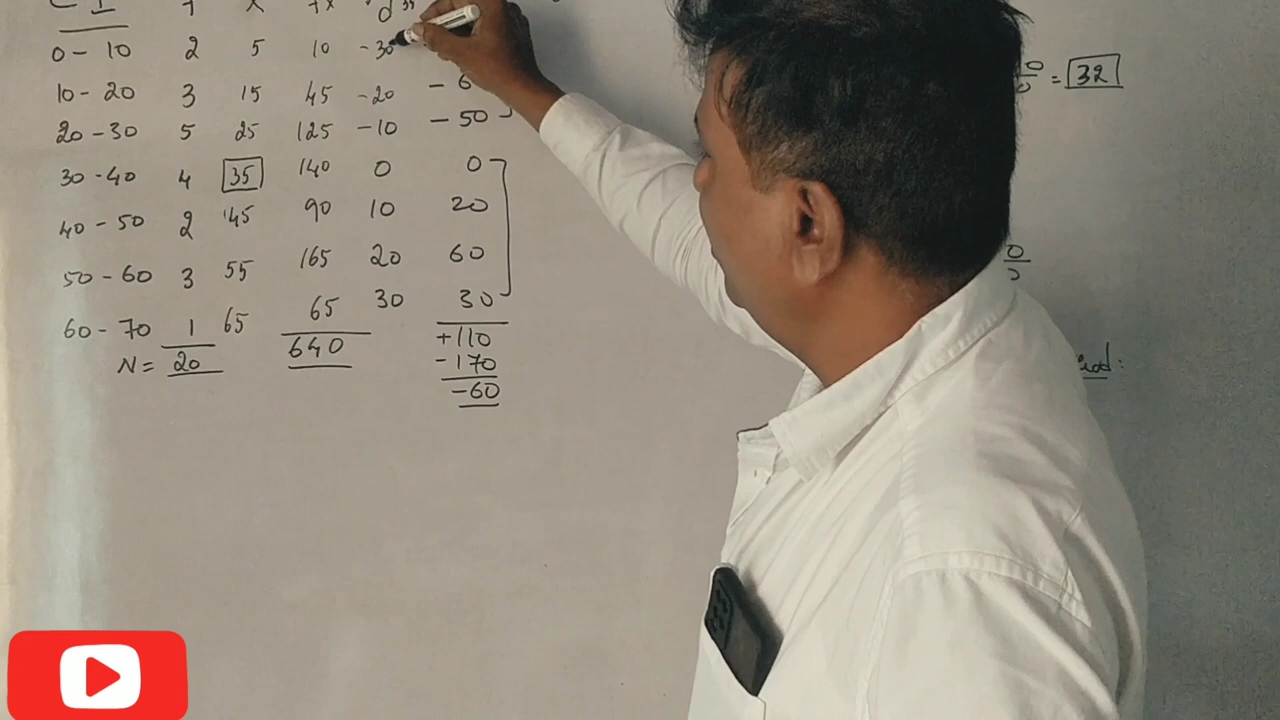 C I f x fx d
0 - 10 2 5 10 -30
10 - 20 3 15 45 -20 - 6
20 - 30 5 25 125 -10 - 50
30 - 40 4 35 140 0 0
40 - 50 2 45 90 10 20
50 - 60 3 55 165 20 60
60 - 70 1 65 65 30 30
N = 20 640 +110
-170
-60
= 32